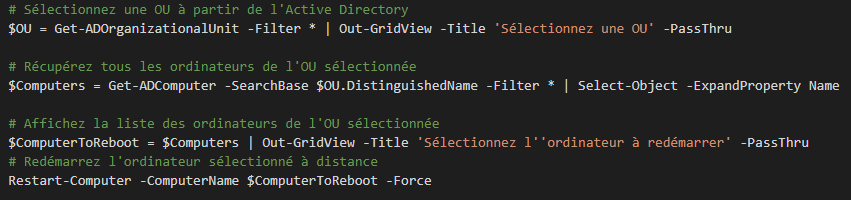 # Sélectionnez une OU à partir de l'Active Directory
$OU = Get-ADOrganizationalUnit -Filter * | Out-GridView -Title 'Sélectionnez une OU' -PassThru
# Récupérez tous les ordinateurs de l'OU sélectionnée
$Computers = Get-ADComputer -SearchBase $OU.DistinguishedName -Filter * | Select-Object -ExpandProperty Name
# Affichez la liste des ordinateurs de l'OU sélectionnée
$ComputerToReboot = $Computers | Out-GridView -Title 'Sélectionnez l''ordinateur à redémarrer' -PassThru
# Redémarrez l'ordinateur sélectionné à distance
Restart-Computer -ComputerName $ComputerToReboot -Force